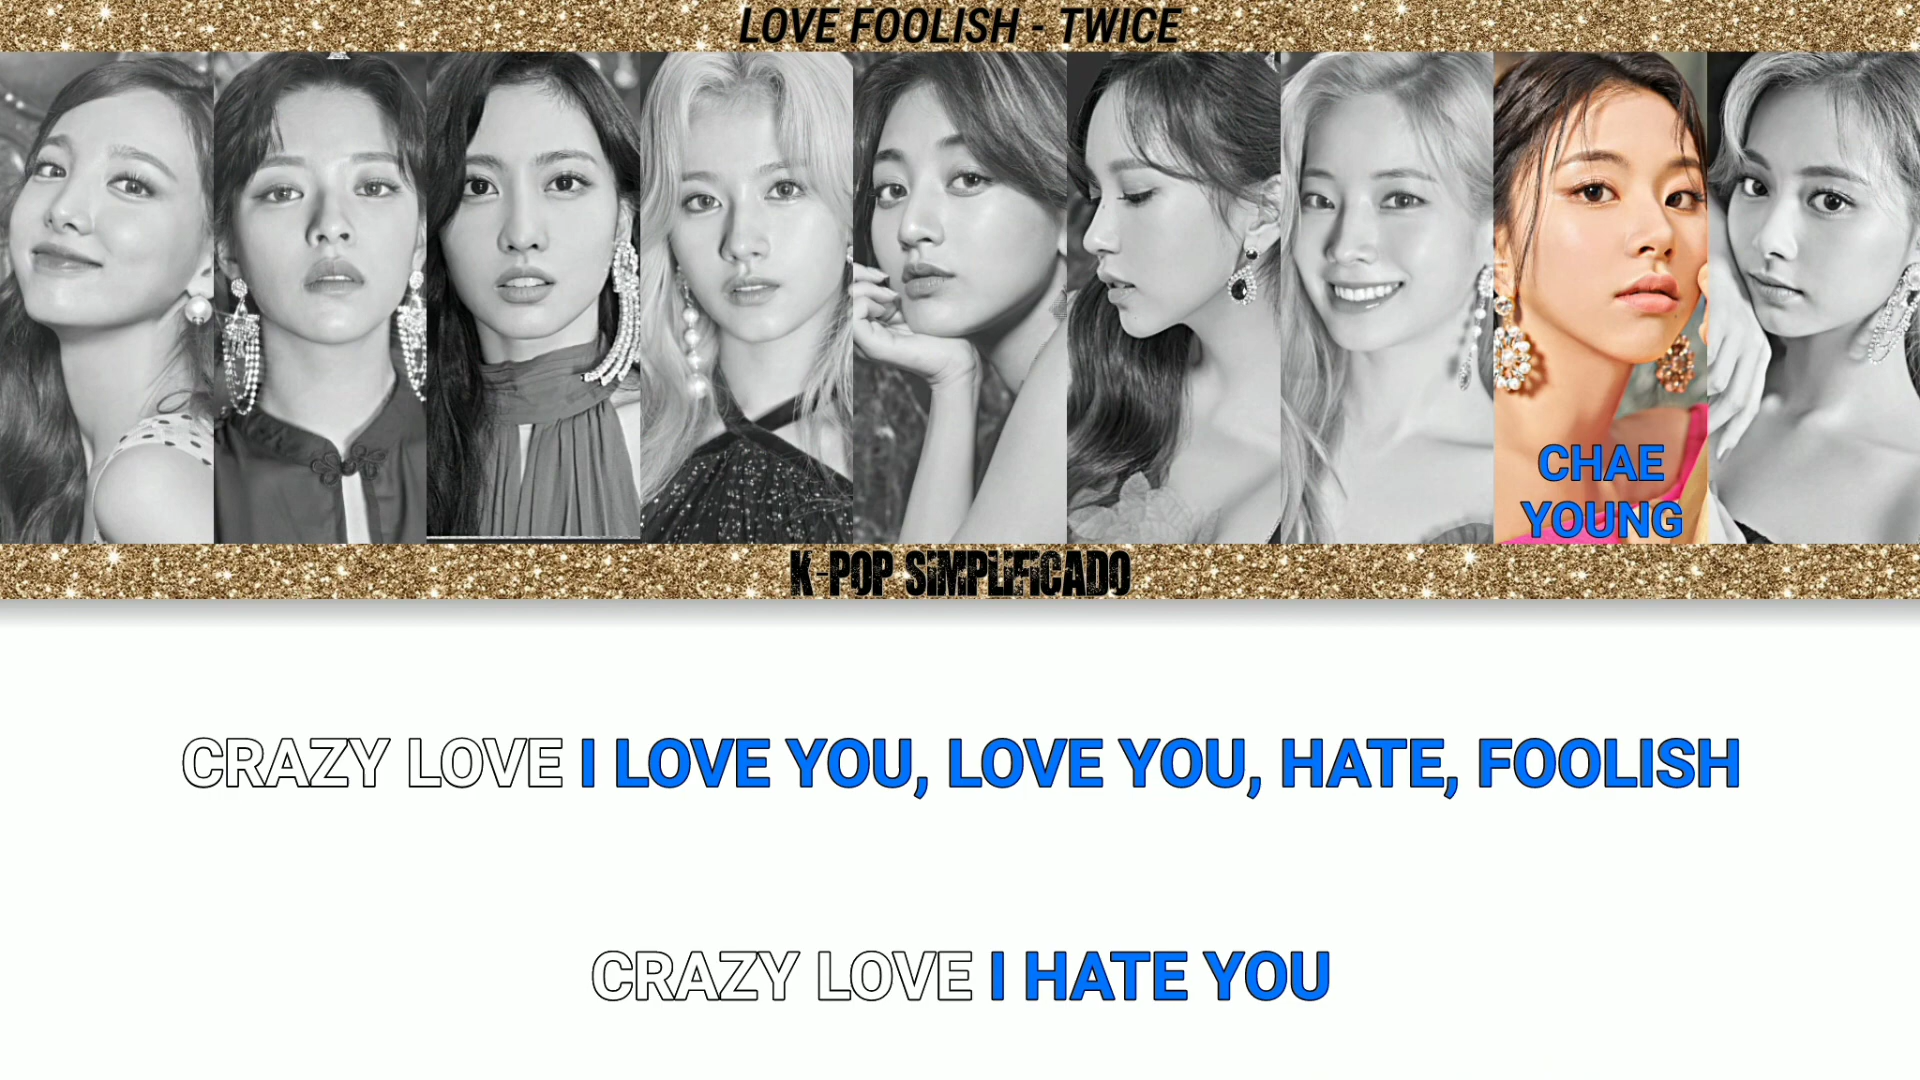 LOVE FOOLISH - TWICE
CHAE
YOUNG
K-POP SiMPLiFiCADO
CRAZY LOVE I LOVE YOU, LOVE YOU, HATE, FOOLISH
CRAZY LOVE I HATE YOU